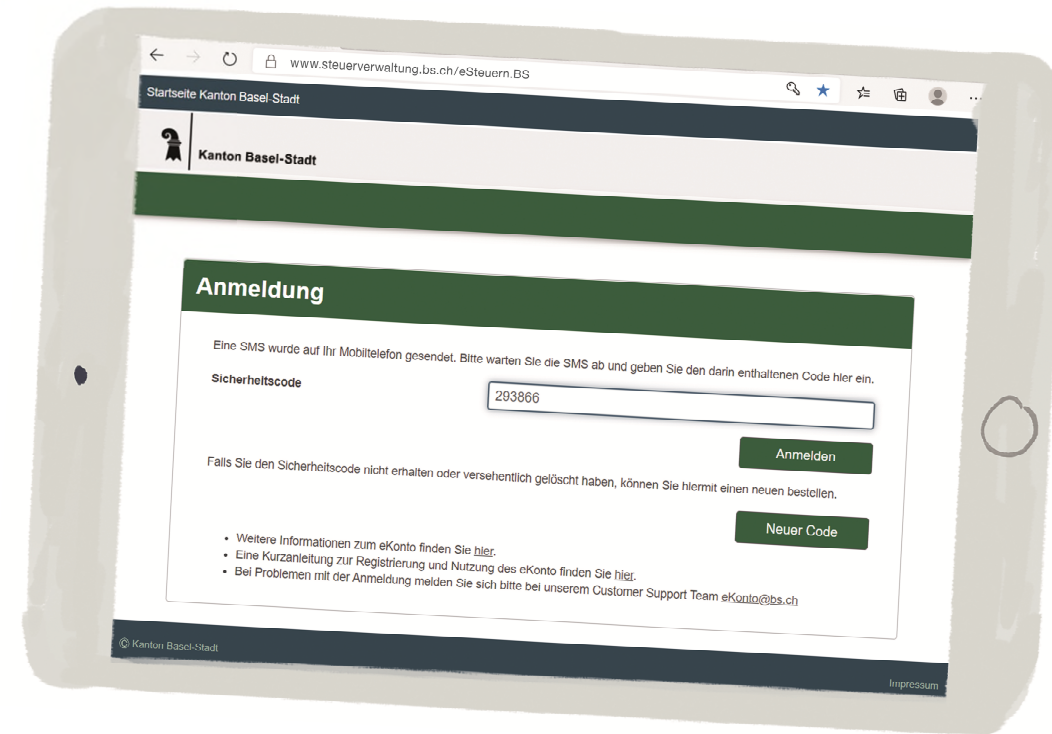 www.steuerverwaltung.bs.ch/eSteuern.BS
Startseite Kanton Basel-Stadt
Kanton Basel-Stadt
Anmeldung
Eine SMS wurde auf Ihr Mobiltelefon gesendet. Bitte warten Sie die SMS ab und geben Sie den darin enthaltenen Code hier ein.
Sicherheitscode
293866
Anmelden
Falls Sie den Sicherheitscode nicht erhalten oder versehentlich gelöscht haben, können Sie hiermit einen neuen bestellen.
Neuer Code
• Weitere Informationen zum eKonto finden Sie hier.
• Eine Kurzanleitung zur Registrierung und Nutzung des eKonto finden Sie hier.
• Bei Problemen mit der Anmeldung melden Sie sich bitte bei unserem Customer Support Team eKonto@bs.ch
© Kanton Basel-Stadt
Impressum